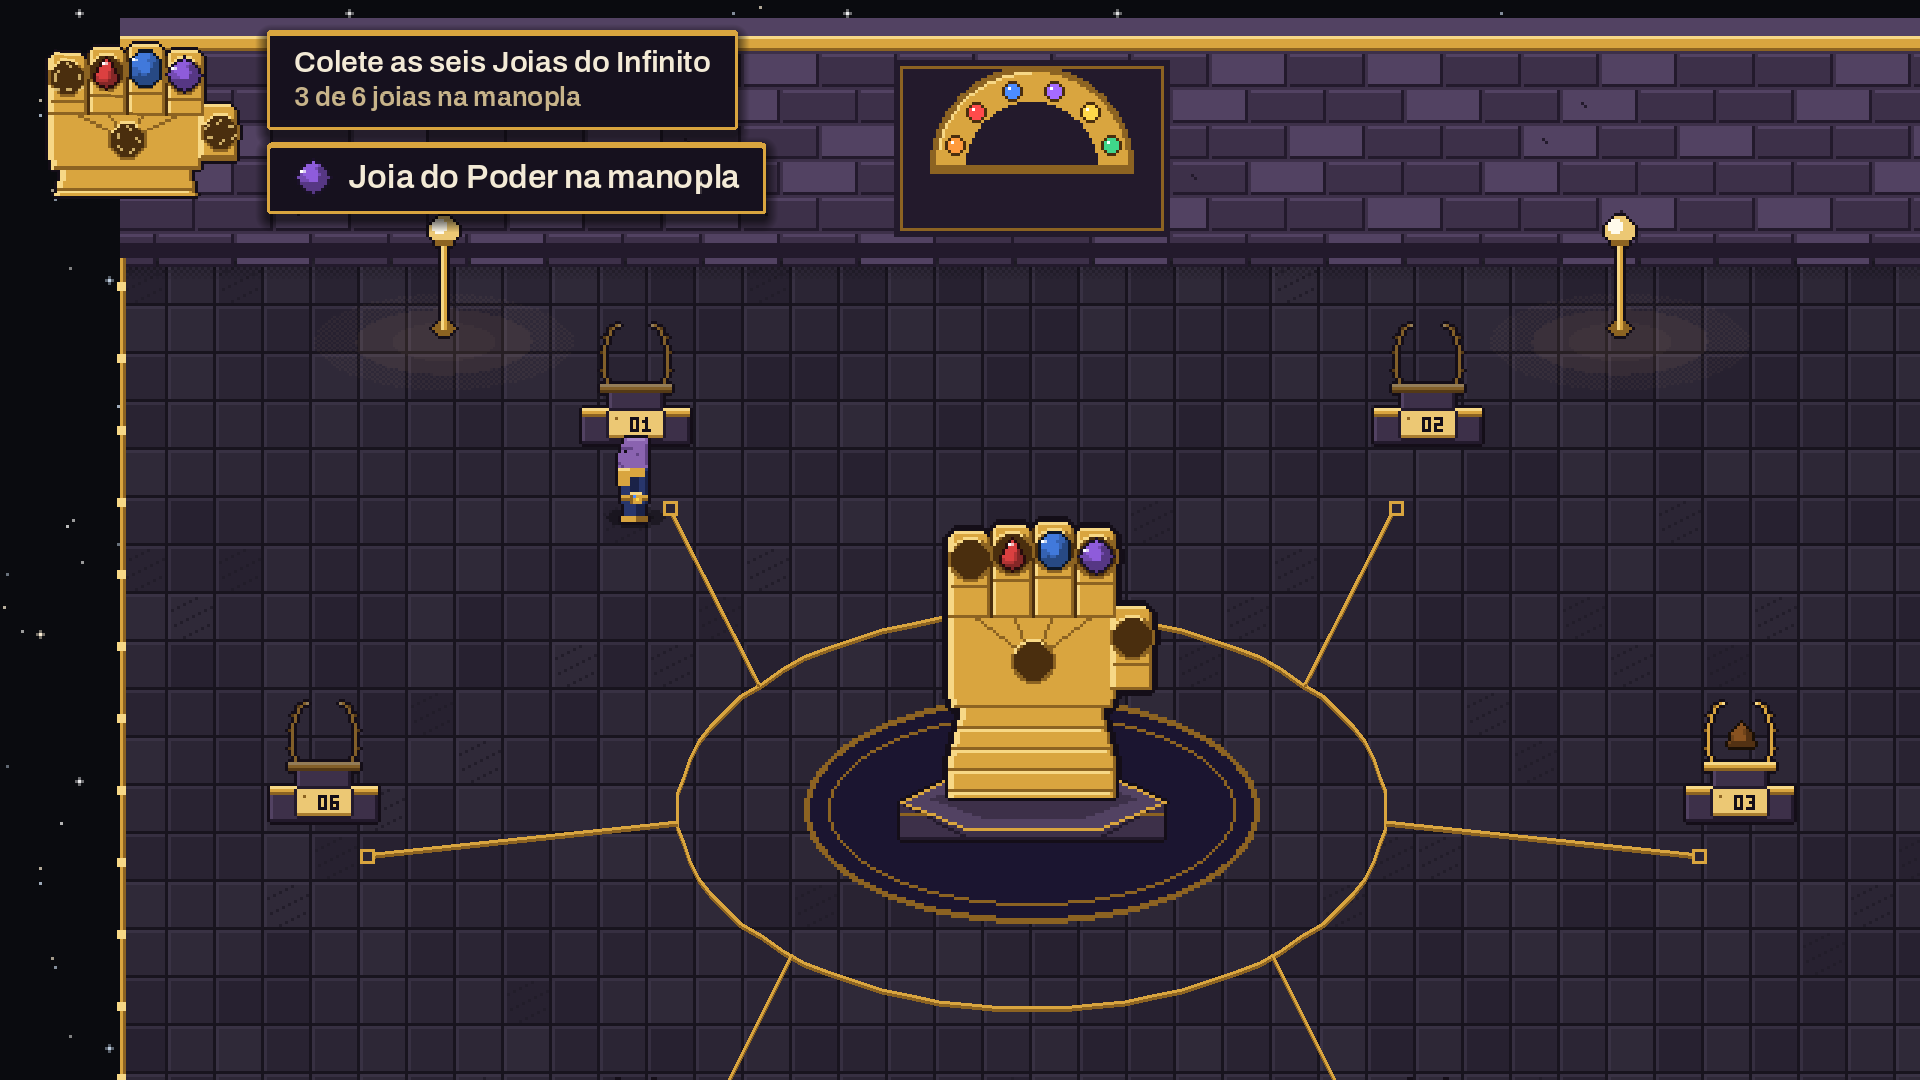 Colete as seis Joias do Infinito
3 de 6 joias na manopla
Joia do Poder na manopla
01
02
06
03